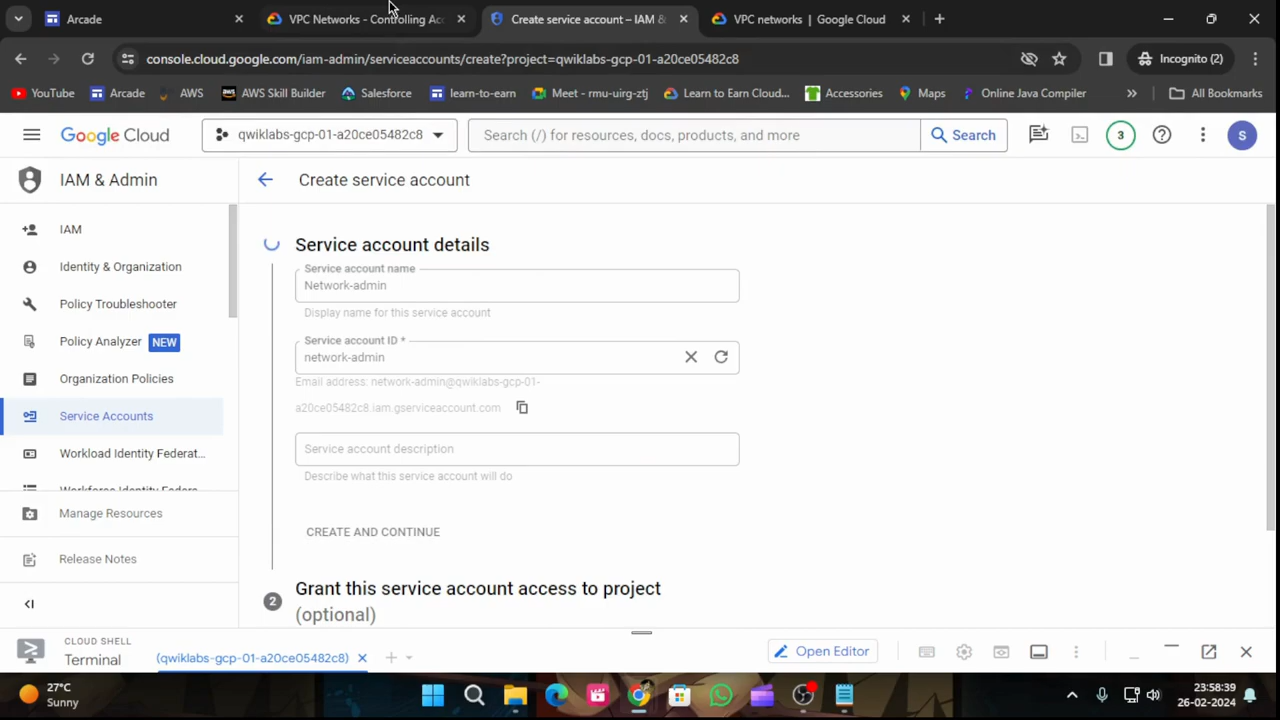 Arcade
VPC Networks - Controlling Acc
Create service account – IAM &
VPC networks | Google Cloud
console.cloud.google.com/iam-admin/serviceaccounts/create?project=qwiklabs-gcp-01-a20ce05482c8
Incognito (2)
YouTube
Arcade
AWS
AWS Skill Builder
Salesforce
learn-to-earn
Meet - rmu-uirg-ztj
Learn to Earn Cloud...
Accessories
Maps
Online Java Compiler
All Bookmarks
Google Cloud
qwiklabs-gcp-01-a20ce05482c8
Search (/) for resources, docs, products, and more
Search
3
S
IAM & Admin
Create service account
IAM
Identity & Organization
Policy Troubleshooter
Policy Analyzer NEW
Organization Policies
Service Accounts
Workload Identity Federat...
Workforce Identity Federa
Manage Resources
Release Notes
Service account details
Service account name
Network-admin
Display name for this service account
Service account ID *
network-admin
Email address: network-admin@qwiklabs-gcp-01-
a20ce05482c8.iam.gserviceaccount.com
Service account description
Describe what this service account will do
CREATE AND CONTINUE
2
Grant this service account access to project
(optional)
CLOUD SHELL
Terminal
(qwiklabs-gcp-01-a20ce05482c8)
Open Editor
27°C
Sunny
23:58:39
26-02-2024